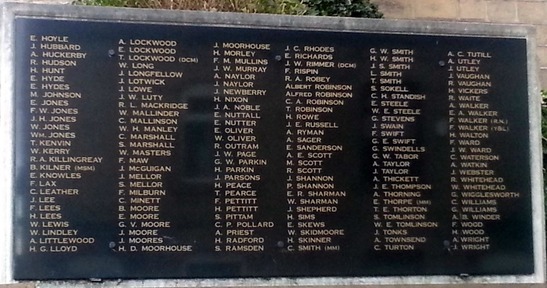 E. HOYLE
J. HUBBARD
A. HUCKERBY
R. HUDSON
H. HUNT
E. HYDE
E. HYDES
M. JOHNSON
E. JONES
F. W. JONES
J. H. JONES
C. JONES
W. JONES
WM. JONES
T. KENVIN
W. KERRY
R. A. KILLINGREAY
B. KILNER (MSM)
E. KNOWLES
F. LAX
C. LEATHER
J. LEE
F. LEES
H. LEES
W. LEWIS
W. LINDLEY
A. LITTLEWOOD
H. G. LLOYD
A. LOCKWOOD
E. LOCKWOOD
T. LOCKWOOD (DCM)
W. LONG
J. LONGFELLOW
J. LOTWICK
J. LOWE
J. W. LUTY
R. L. MACKRIDGE
W. MALLINDER
C. MALLINSON
W. H. MANLEY
C. MARSHALL
S. MARSHALL
W. MASTERS
F. MAW
J. McGUIGAN
J. MELLOR
S. MELLOR
F. MILBURN
C. MINETT
B. MOORE
E. MOORE
G. V. MOORE
J. MOORE
J. MOORES
H. D. MOORHOUSE
J. MOORHOUSE
H. MORLEY
F. M. MULLINS
J. W. MURRAY
A. NAYLOR
J. NAYLOR
J. NEWBERRY
H. NIXON
J. A. NOBLE
E. NUTTALL
E. NUTTER
E. OLIVER
W. OLIVER
R. OUTRAM
J. W. PAGE
G. W. PARKIN
H. PARKIN
J. PARSONS
H. PEACE
T. PEARCE
F. PETTITT
H. PETTITT
S. PITTAM
C. P. POLLARD
A. PRIEST
H. RADFORD
S. RAMSDEN
J. C. RHODES
E. RICHARDS
J. W. RIMMER (DCM)
F. RISPIN
R. A. ROBEY
ALBERT ROBINSON
ALFRED ROBINSON
C. A. ROBINSON
T. ROBINSON
H. ROWE
J. E. RUSSELL
A. RYMAN
A. SAGER
E. SANDERSON
A. E. SCOTT
M. SCOTT
R. SCOTT
J. SHANNON
P. SHANNON
E. R. SHARMAN
W. SHARMAN
J. SHEPHERD
H. SIMS
E. SKEWS
W. SKIDMORE
H. SKINNER
C. SMITH (MM)
G. W. SMITH
H. W. SMITH
J. S. SMITH
L. SMITH
T. SMITH
S. SOKELL
C. H. STANDISH
E. STEELE
W. E. STEELE
G. STEVENS
J. SWAIN
F. SWIFT
G. E. SWIFT
G. SWINDELLS
G. W. TABOR
A. TAYLOR
J. TAYLOR
A. THICKETT
J. E. THOMPSON
A. THORNING
E. THORPE (MM)
T. E. THORTON
S. TOMLINSON
W. E. TOMLINSON
J. TONKS
A. TOWNSEND
C. TURTON
A. C. TUTILL
A. UTLEY
J. UTLEY
J. VAUGHAN
R. VAUGHAN
H. VICKERS
R. WAITE
A. WALKER
E. A. WALKER
F. WALKER (R.N.)
F. WALKER (Y&L)
H. WALTON
F. WARD
J. W. WARD
C. WATERSON
A. WATKIN
J. WEBSTER
R. WHITEHEAD
W. WHITEHEAD
C. WIGGLESWORTH
C. WILLIAMS
G. WILLIAMS
A. B. WINDER
F. WOOD
H. WOOD
A. WRIGHT
J. WRIGHT